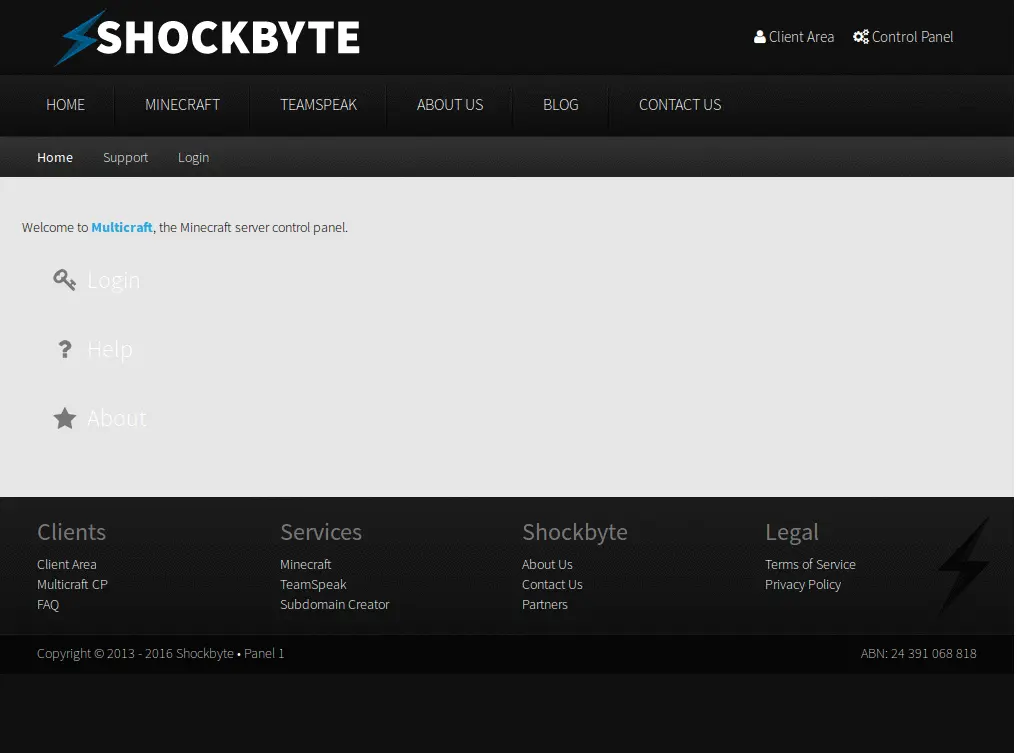 SHOCKBYTE
Client Area Control Panel
HOME MINECRAFT TEAMSPEAK ABOUT US BLOG CONTACT US
Home Support Login
Welcome to Multicraft, the Minecraft server control panel.
Login
Help
About
Clients
Client Area
Multicraft CP
FAQ
Services
Minecraft
TeamSpeak
Subdomain Creator
Shockbyte
About Us
Contact Us
Partners
Legal
Terms of Service
Privacy Policy
Copyright © 2013 - 2016 Shockbyte • Panel 1
ABN: 24 391 068 818